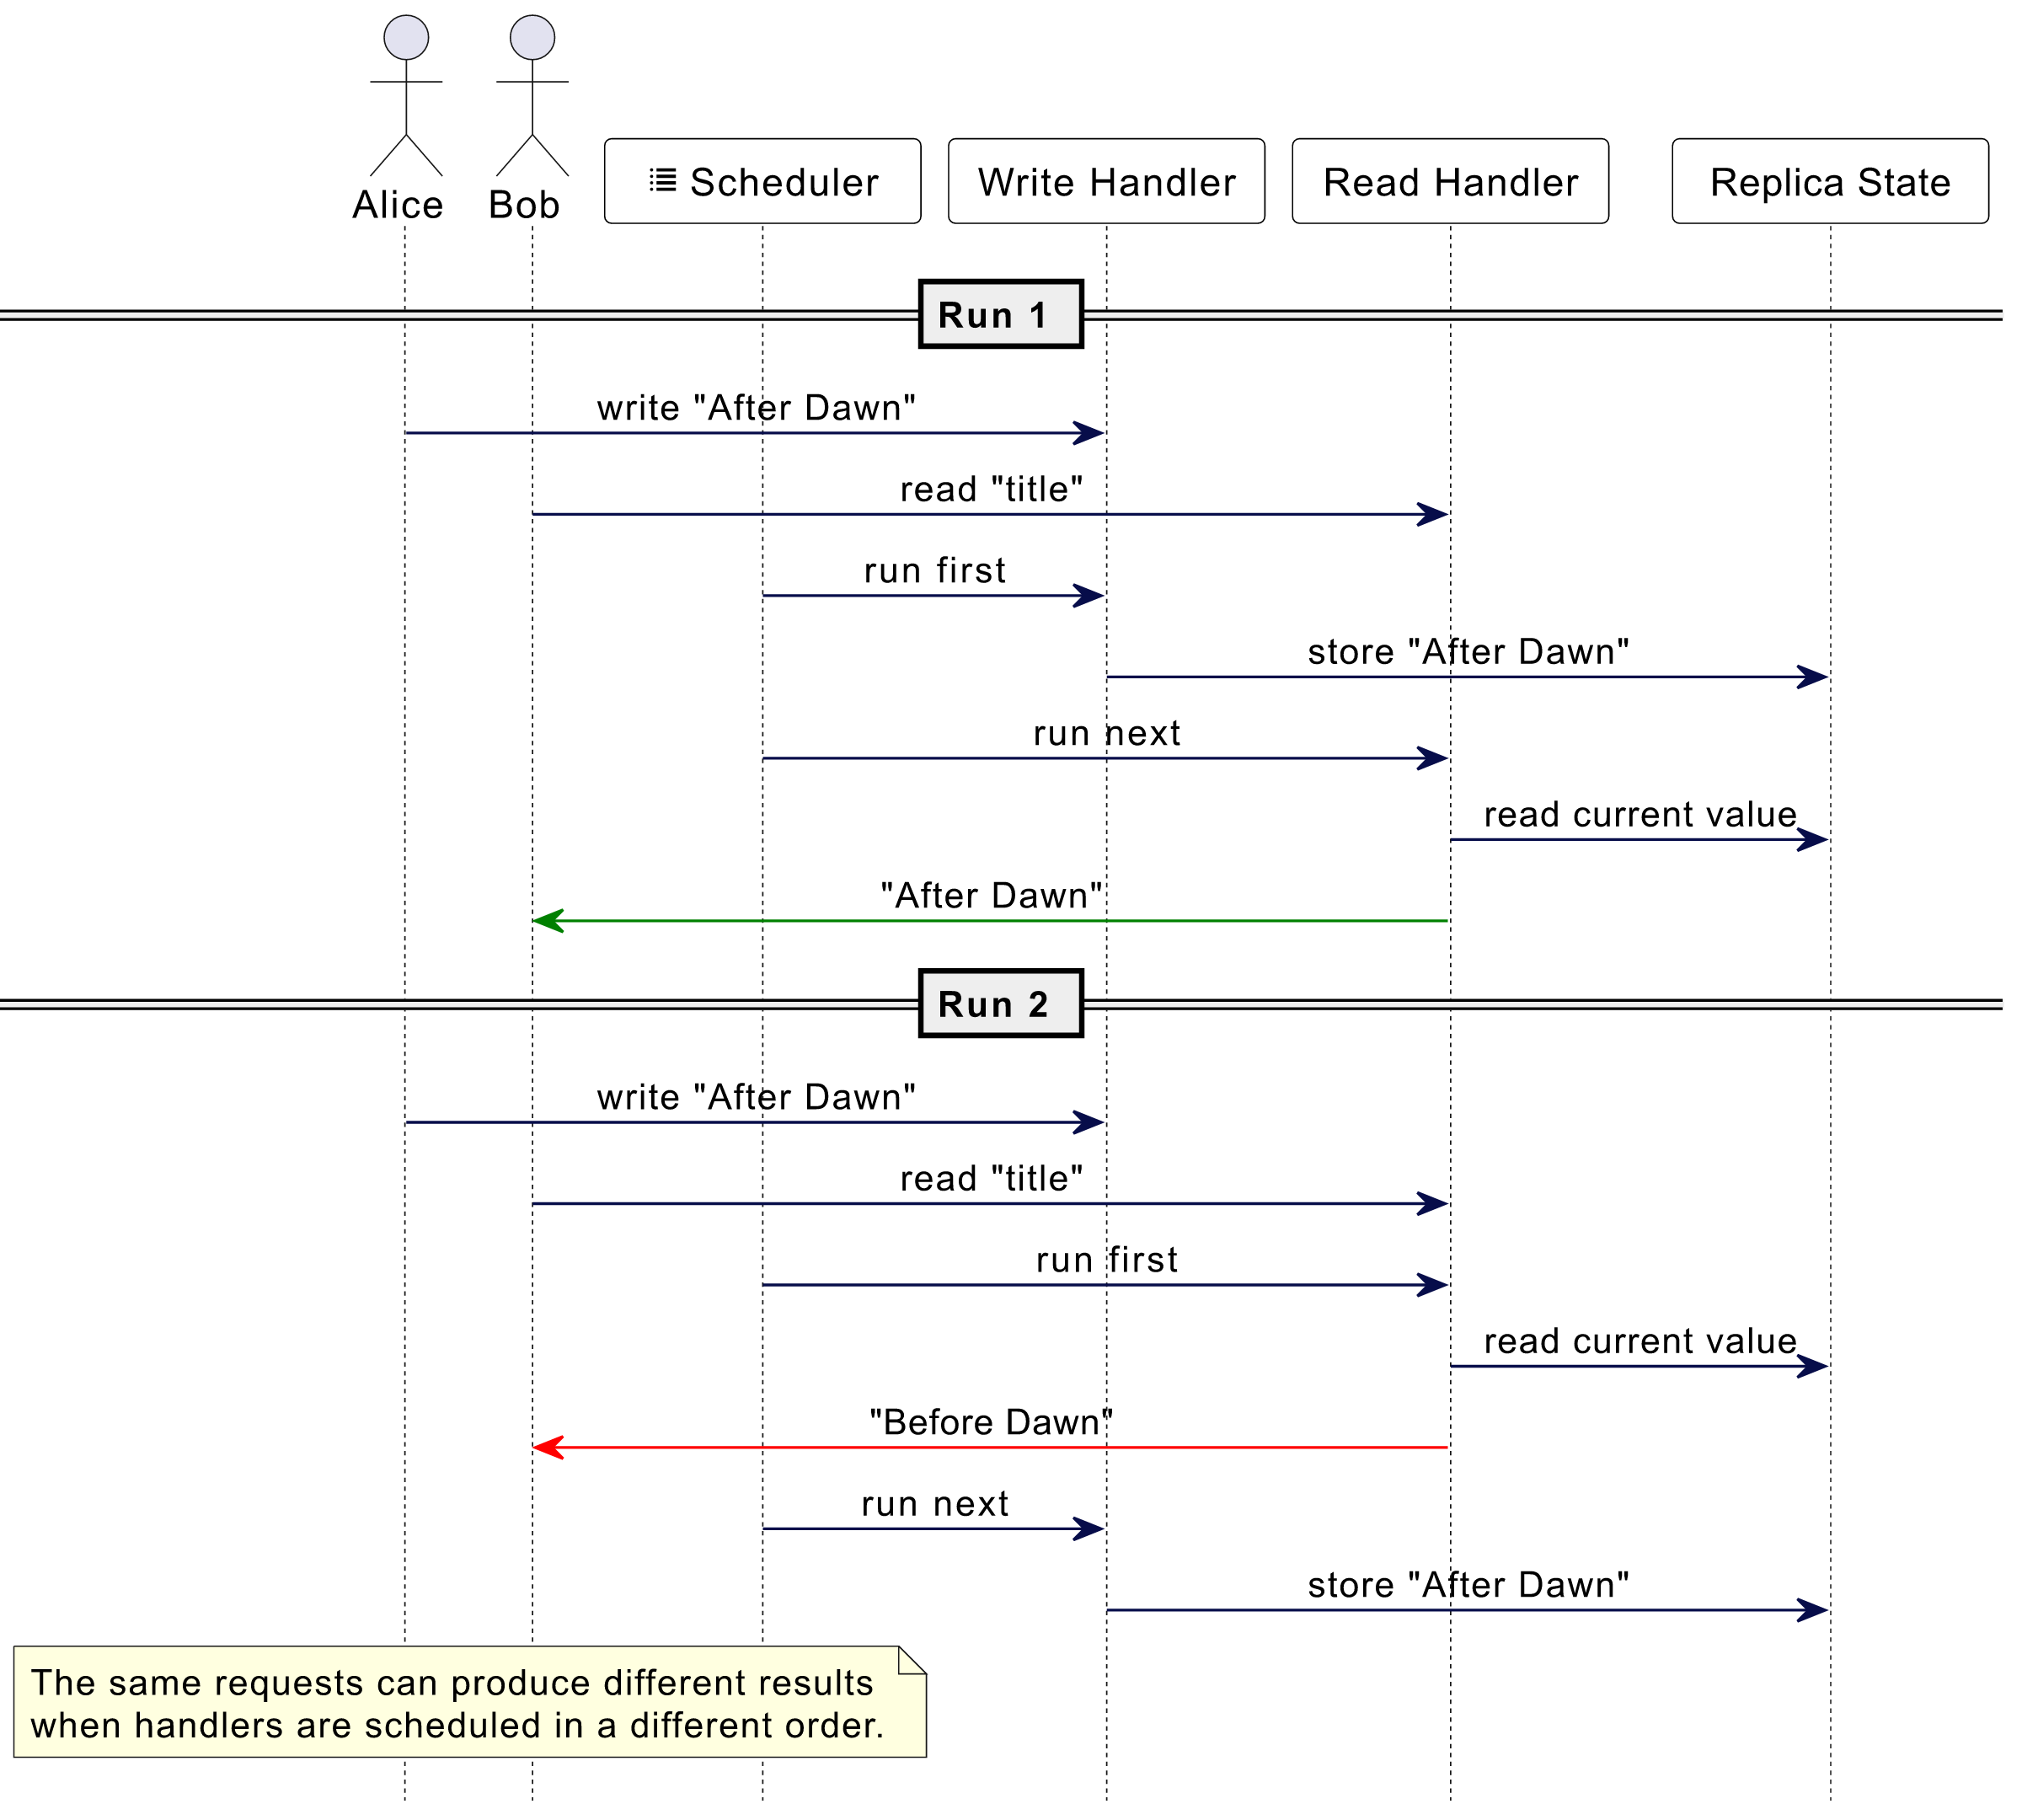 Alice
Bob
Scheduler
Write Handler
Read Handler
Replica State
Run 1
write "After Dawn"
read "title"
run first
store "After Dawn"
run next
read current value
"After Dawn"
Run 2
write "After Dawn"
read "title"
run first
read current value
"Before Dawn"
run next
store "After Dawn"
The same requests can produce different results
when handlers are scheduled in a different order.